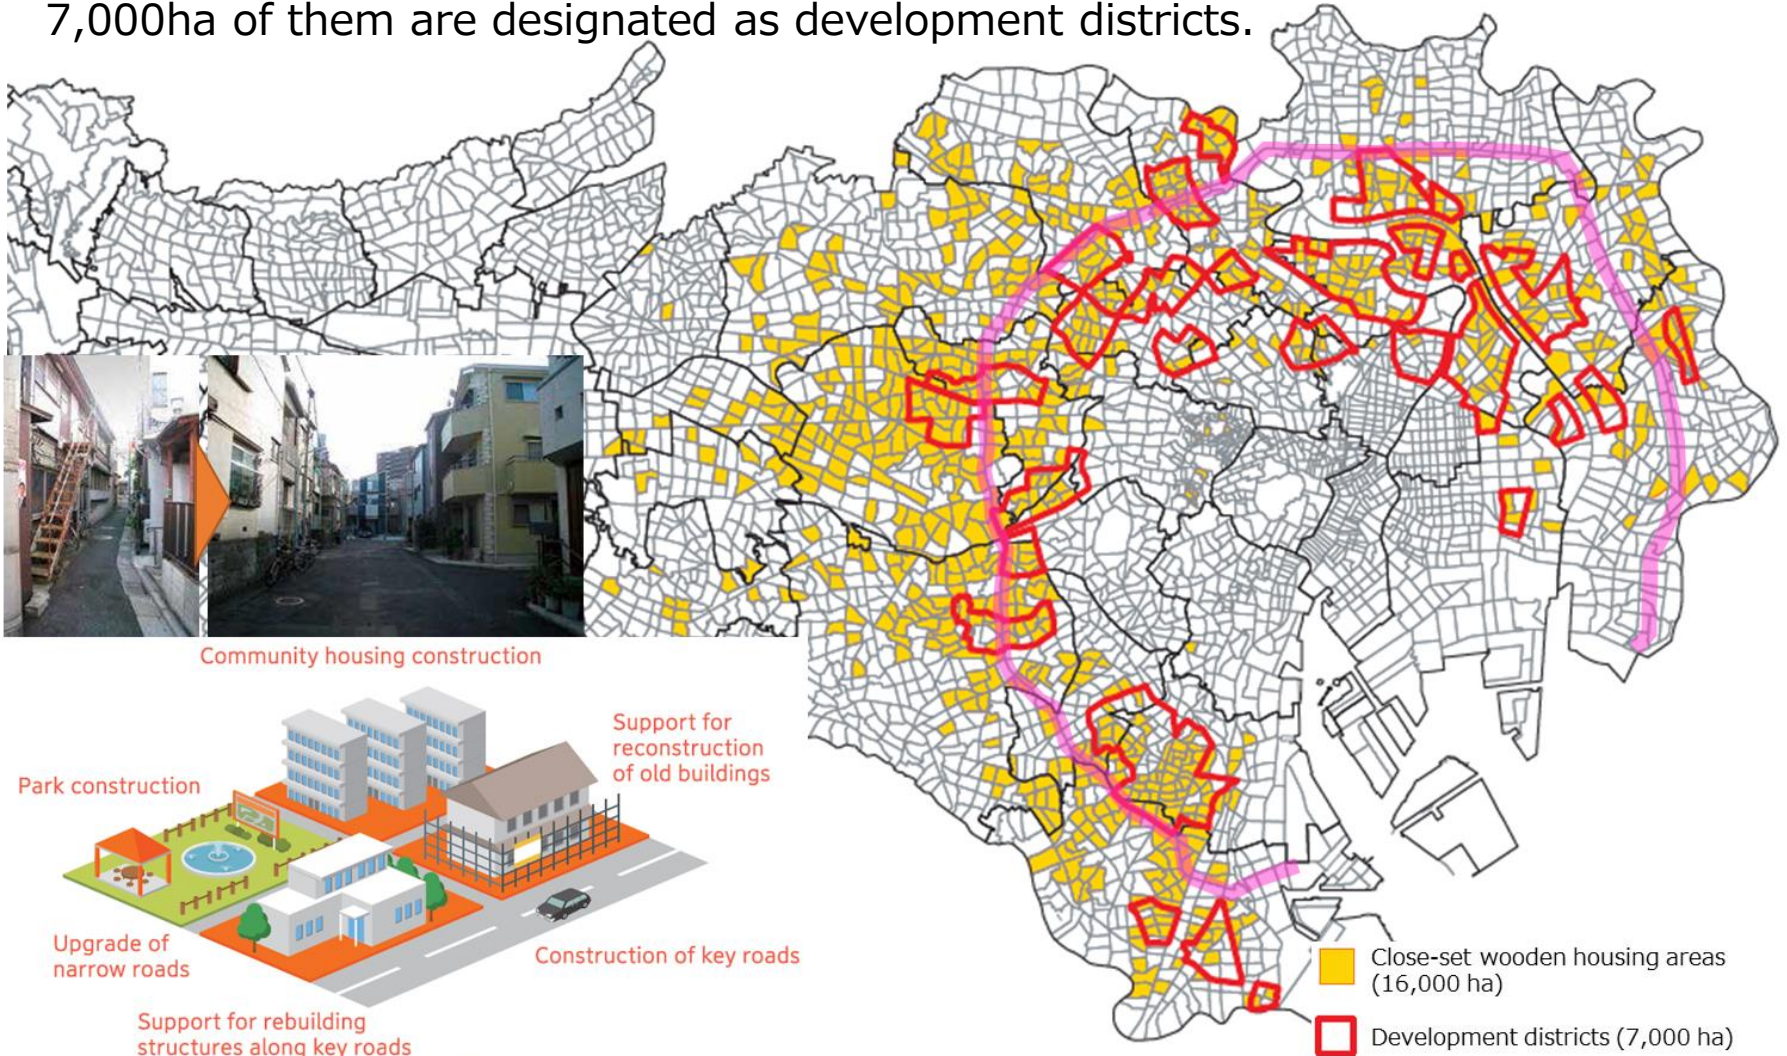 7,000ha of them are designated as development districts.
Community housing construction
Support for
reconstruction
of old buildings
Park construction
Upgrade of
narrow roads
Construction of key roads
Support for rebuilding
structures along key roads
Close-set wooden housing areas
(16,000 ha)
Development districts (7,000 ha)